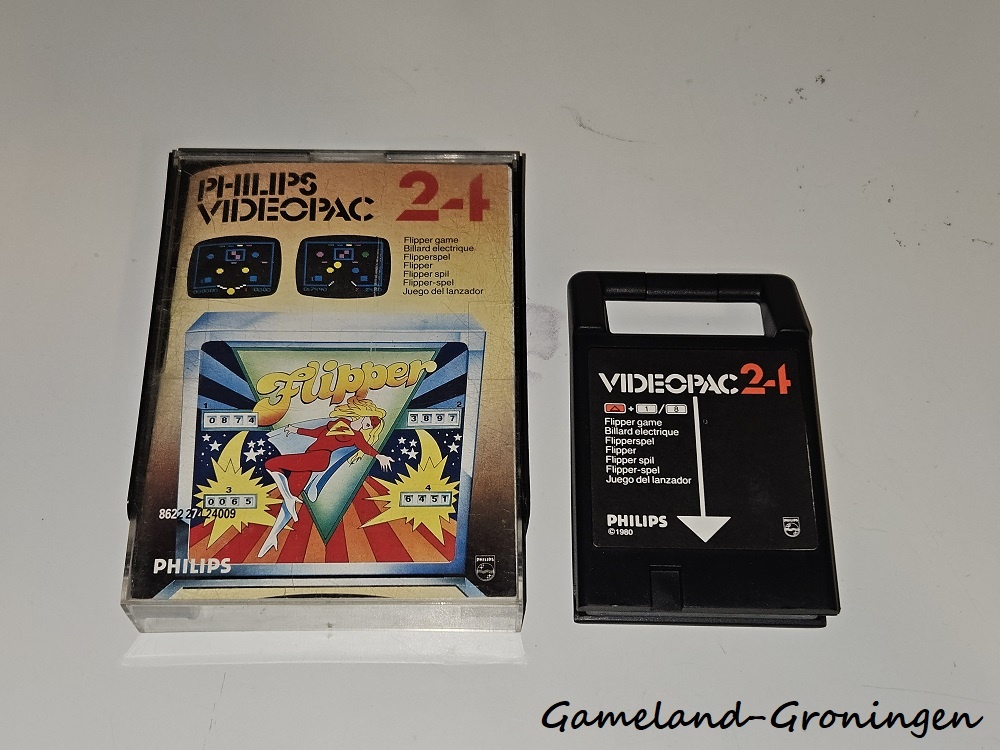 PHILIPS
VIDEOPAC 24
Flipper game
Billard electrique
Flipperspel
Flipper
Flipper spil
Flipper-spel
Juego del lanzador
Flipper
1
0874
2
3897
3
0065
4
6451
8622 274 24009
PHILIPS
PHILIPS
VIDEOPAC 24
+ 1 / 8
Flipper game
Billard electrique
Flipperspel
Flipper
Flipper spil
Flipper-spel
Juego del lanzador
PHILIPS
©1980
Gameland-Groningen